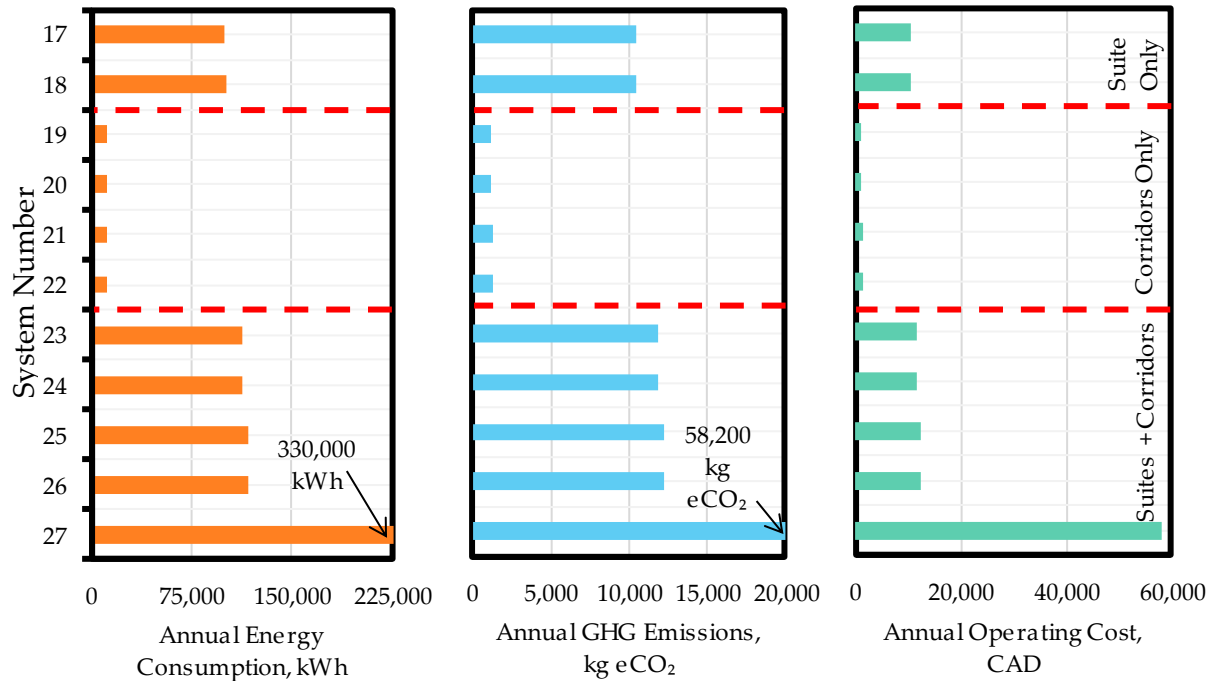 System Number
17
18
19
20
21
22
23
24
25
26
27
330,000
kWh
0
75,000
150,000
225,000
Annual Energy
Consumption, kWh
58,200
kg
eCO₂
0
5,000
10,000
15,000
20,000
Annual GHG Emissions,
kg eCO₂
Suite
Only
Corridors Only
Suites +Corridors
0
20,000
40,000
60,000
Annual Operating Cost,
CAD